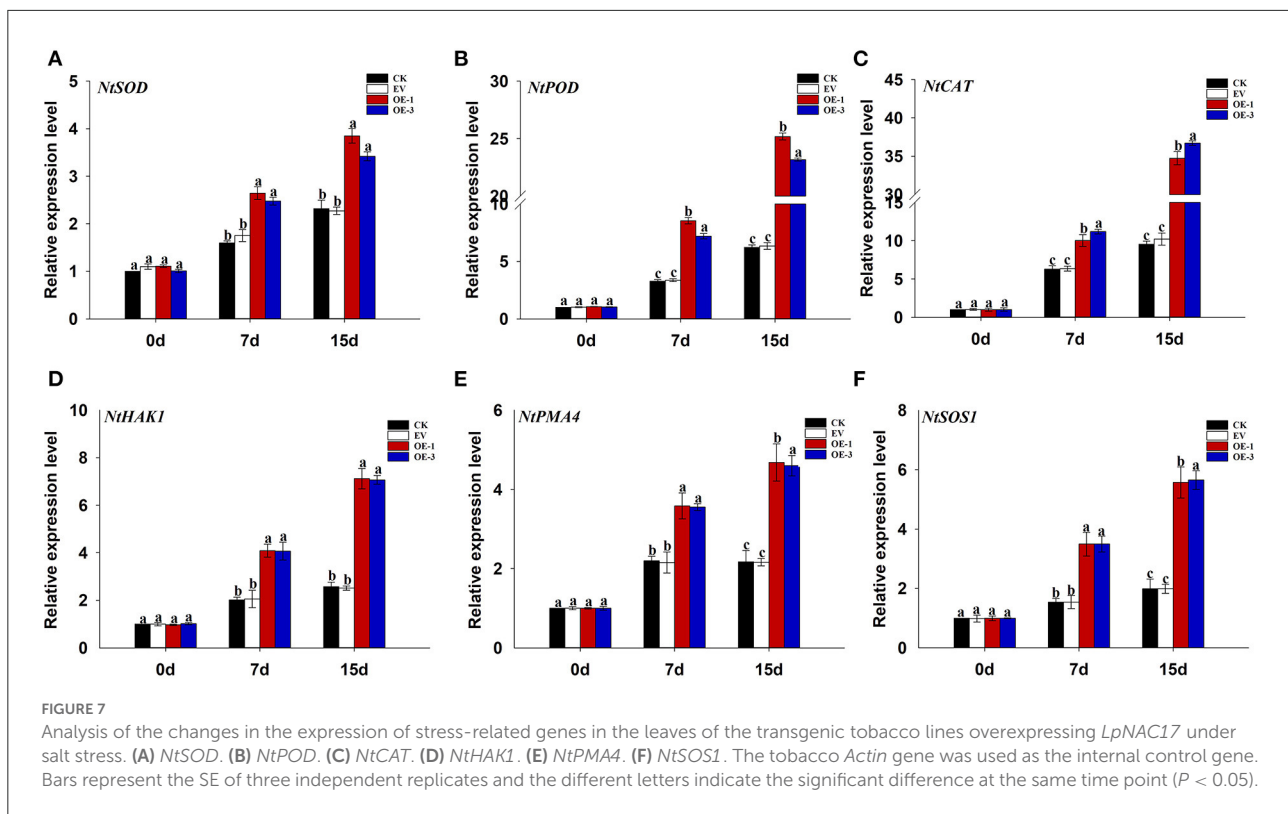 A
NtSOD
CK
EV
OE-1
OE-3
Relative expression level
5
4
3
2
1
0
a a a a
b b a a
b b a a
0d 7d 15d
B
NtPOD
CK
EV
OE-1
OE-3
Relative expression level
30
25
20
10
5
0
a a a a
c c b a
c c b a
0d 7d 15d
C
NtCAT
CK
EV
OE-1
OE-3
Relative expression level
45
40
35
30
15
10
5
0
a a a a
c c b a
c c b a
0d 7d 15d
D
NtHAK1
CK
EV
OE-1
OE-3
Relative expression level
10
8
6
4
2
0
a a a a
b b a a
b b a a
0d 7d 15d
E
NtPMA4
CK
EV
OE-1
OE-3
Relative expression level
6
4
2
0
a a a a
b b a a
c c b a
0d 7d 15d
F
NtSOS1
CK
EV
OE-1
OE-3
Relative expression level
8
6
4
2
0
a a a a
b b a a
c c b a
0d 7d 15d
FIGURE 7
Analysis of the changes in the expression of stress-related genes in the leaves of the transgenic tobacco lines overexpressing LpNAC17 under
salt stress. (A) NtSOD. (B) NtPOD. (C) NtCAT. (D) NtHAK1. (E) NtPMA4. (F) NtSOS1. The tobacco Actin gene was used as the internal control gene.
Bars represent the SE of three independent replicates and the different letters indicate the significant difference at the same time point (P < 0.05).